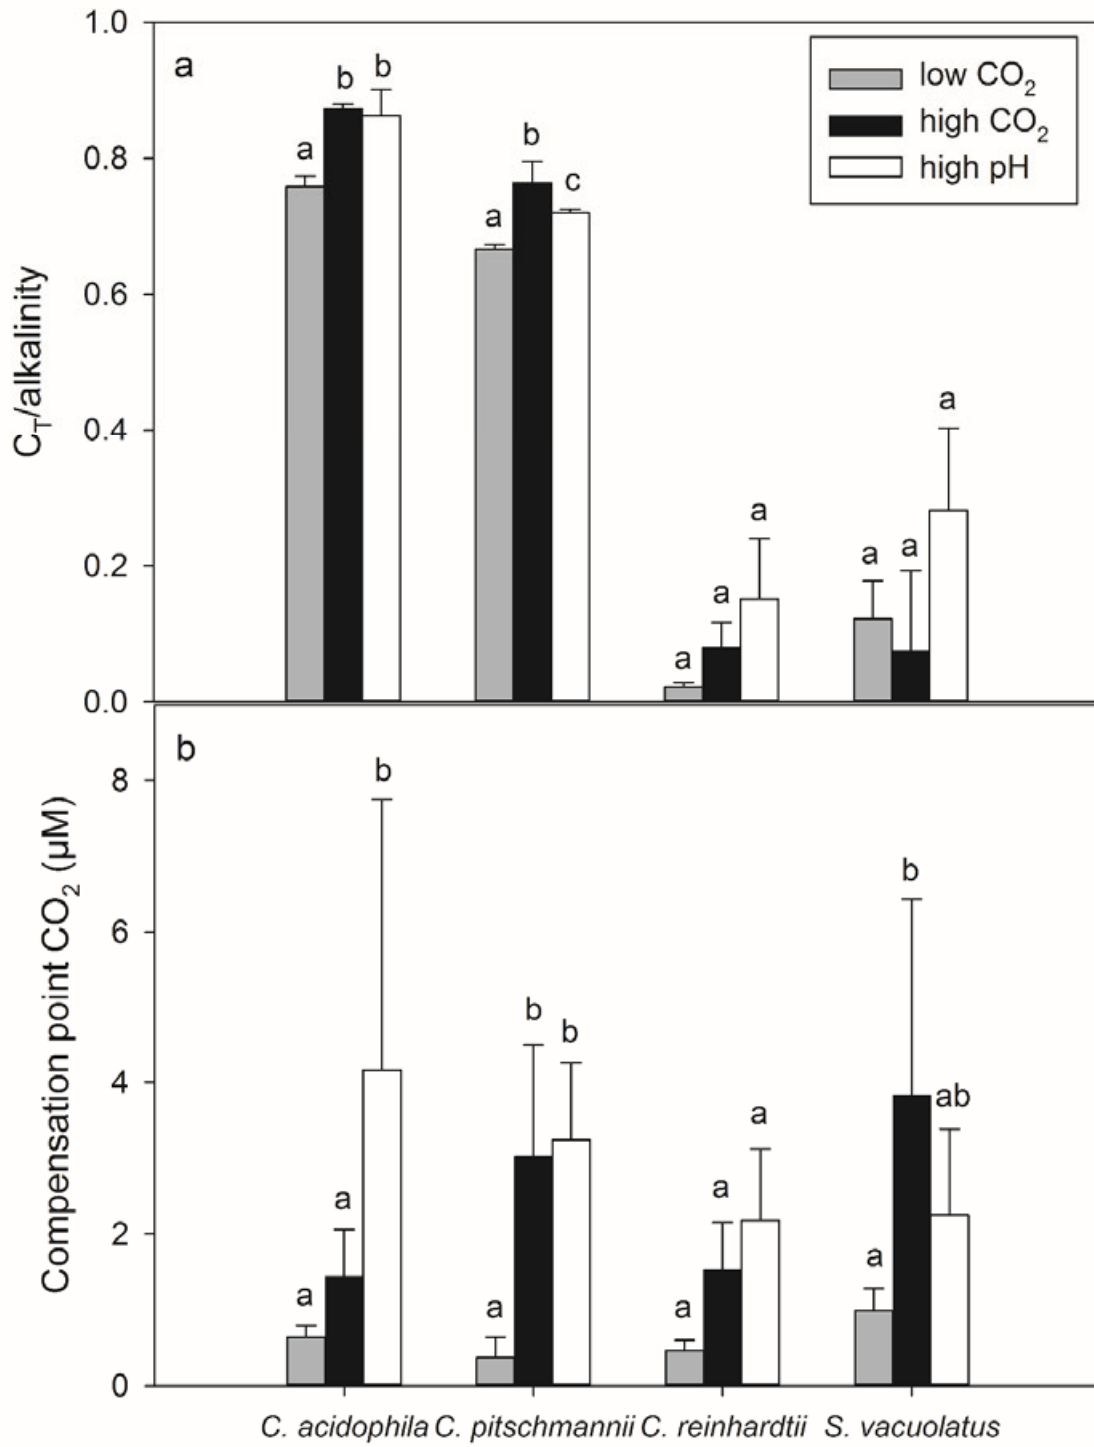 1.0
a
b
b
low CO2
high CO2
high pH
0.8
a
b
c
a
0.6
CT/alkalinity
0.4
a
a
0.2
a
a
a
a
0.0
b
b
8
Compensation point CO2 (µM)
b
6
b
b
4
ab
a
a
a
2
a
a
a
a
0
C. acidophila C. pitschmannii C. reinhardtii S. vacuolatus